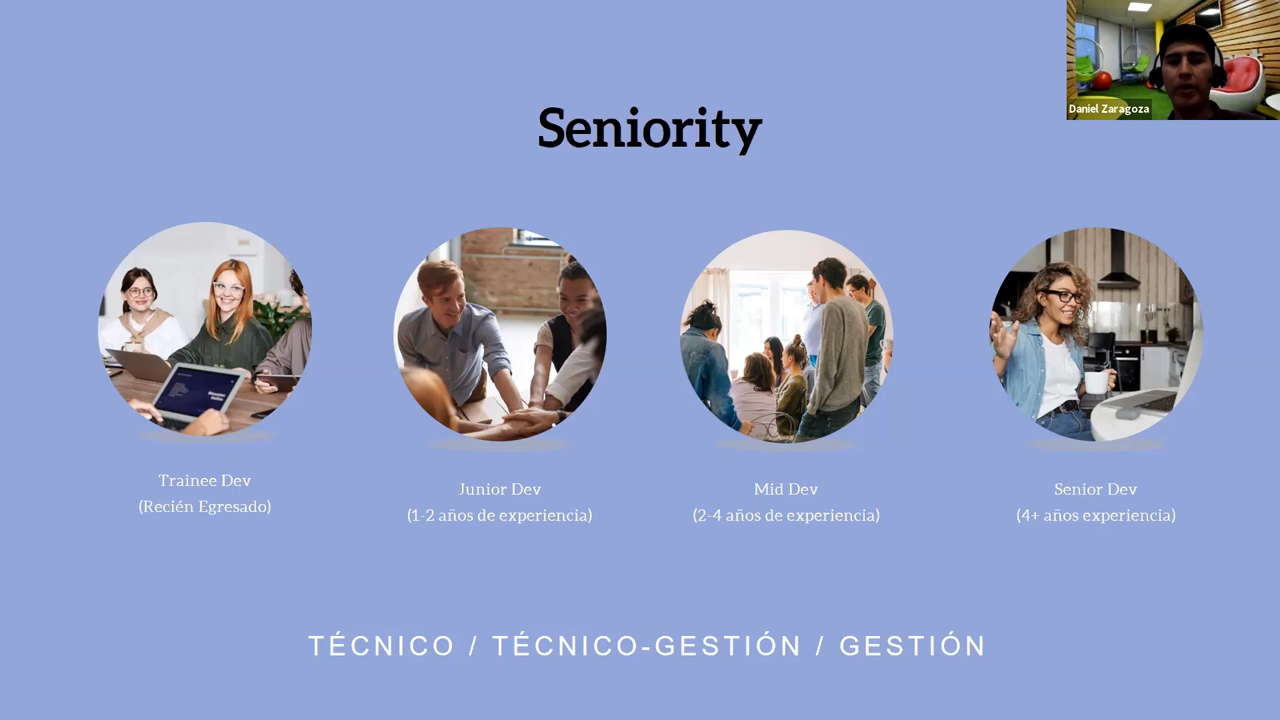 Daniel Zaragoza
Seniority
Trainee Dev
(Recién Egresado)
Junior Dev
(1-2 años de experiencia)
Mid Dev
(2-4 años de experiencia)
Senior Dev
(4+ años experiencia)
TÉCNICO / TÉCNICO-GESTIÓN / GESTIÓN